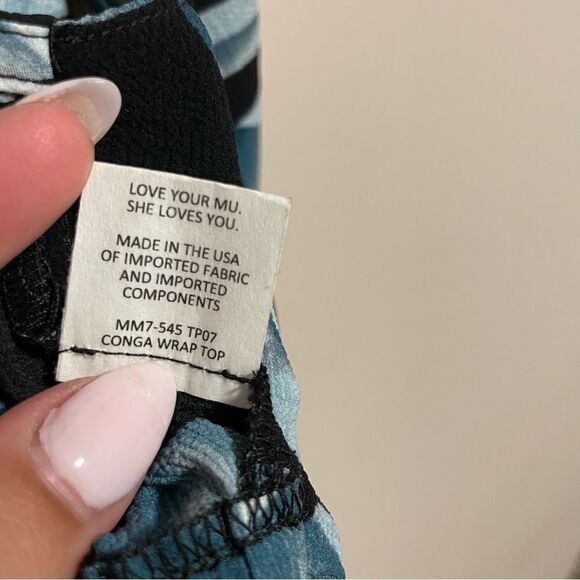 LOVE YOUR MU.
SHE LOVES YOU.
MADE IN THE USA
OF IMPORTED FABRIC
AND IMPORTED
COMPONENTS
MM7-545 TP07
CONGA WRAP TOP